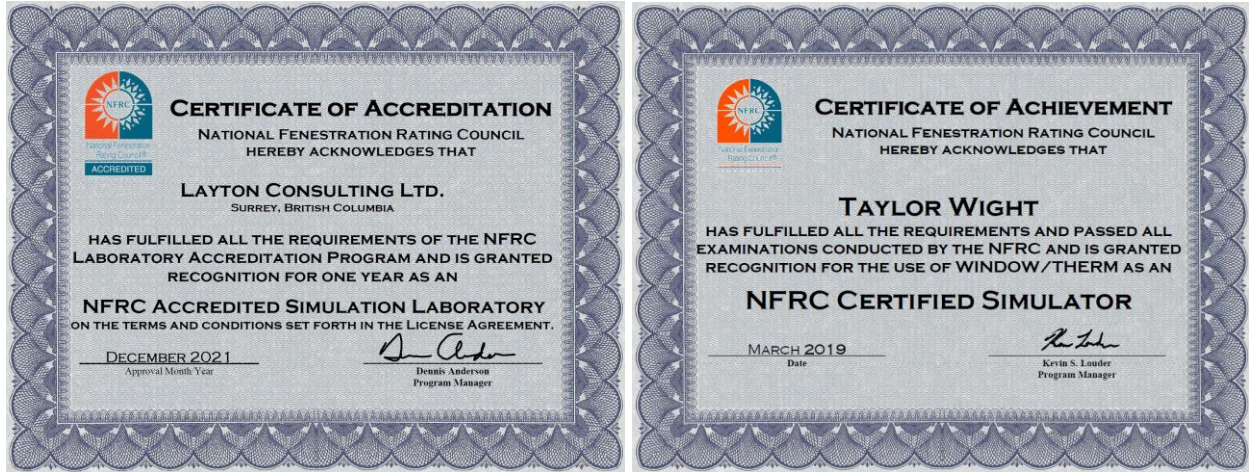 NFRC
National Fenestration
Rating Council®
ACCREDITED
CERTIFICATE OF ACCREDITATION
NATIONAL FENESTRATION RATING COUNCIL
HEREBY ACKNOWLEDGES THAT
LAYTON CONSULTING LTD.
SURREY, BRITISH COLUMBIA
HAS FULFILLED ALL THE REQUIREMENTS OF THE NFRC
LABORATORY ACCREDITATION PROGRAM AND IS GRANTED
RECOGNITION FOR ONE YEAR AS AN
NFRC ACCREDITED SIMULATION LABORATORY
ON THE TERMS AND CONDITIONS SET FORTH IN THE LICENSE AGREEMENT.
DECEMBER 2021
Approval Month/Year
Dennis Anderson
Program Manager
NFRC
National Fenestration
Rating Council®
CERTIFICATE OF ACHIEVEMENT
NATIONAL FENESTRATION RATING COUNCIL
HEREBY ACKNOWLEDGES THAT
TAYLOR WIGHT
HAS FULFILLED ALL THE REQUIREMENTS AND PASSED ALL
EXAMINATIONS CONDUCTED BY THE NFRC AND IS GRANTED
RECOGNITION FOR THE USE OF WINDOW/THERM AS AN
NFRC CERTIFIED SIMULATOR
MARCH 2019
Date
Kevin S. Louder
Program Manager